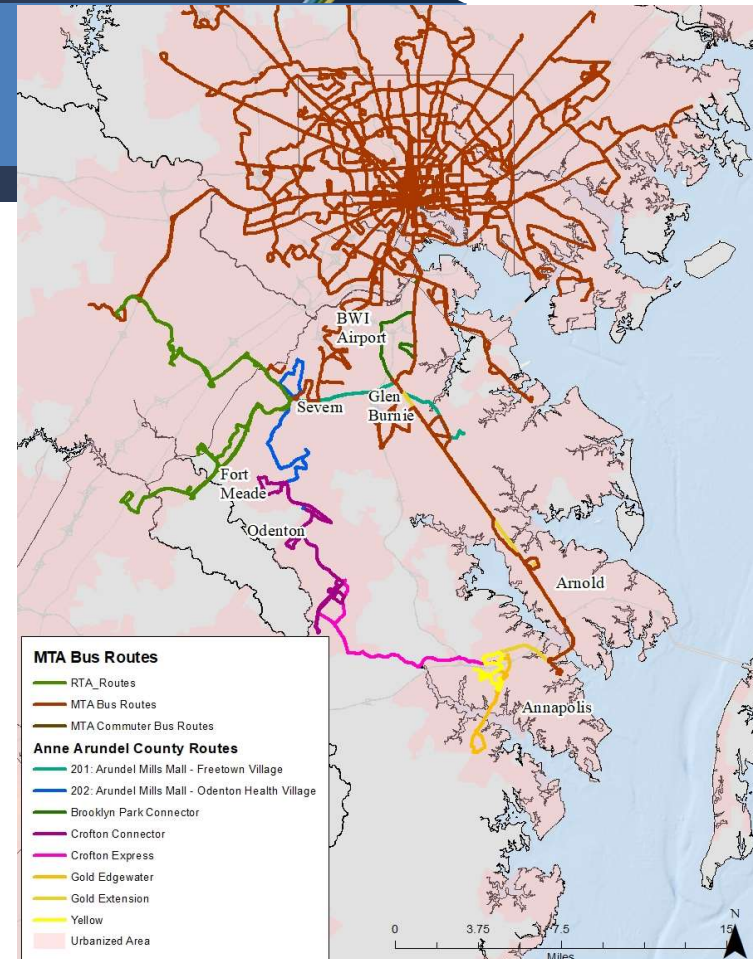 BWI
Airport
Glen
Burnie
Severn
Fort
Meade
Odenton
Arnold
Annapolis
MTA Bus Routes
RTA_Routes
MTA Bus Routes
MTA Commuter Bus Routes
Anne Arundel County Routes
201: Arundel Mills Mall - Freetown Village
202: Arundel Mills Mall - Odenton Health Village
Brooklyn Park Connector
Crofton Connector
Crofton Express
Gold Edgewater
Gold Extension
Yellow
Urbanized Area
N
0 3.75 7.5 15
Miles